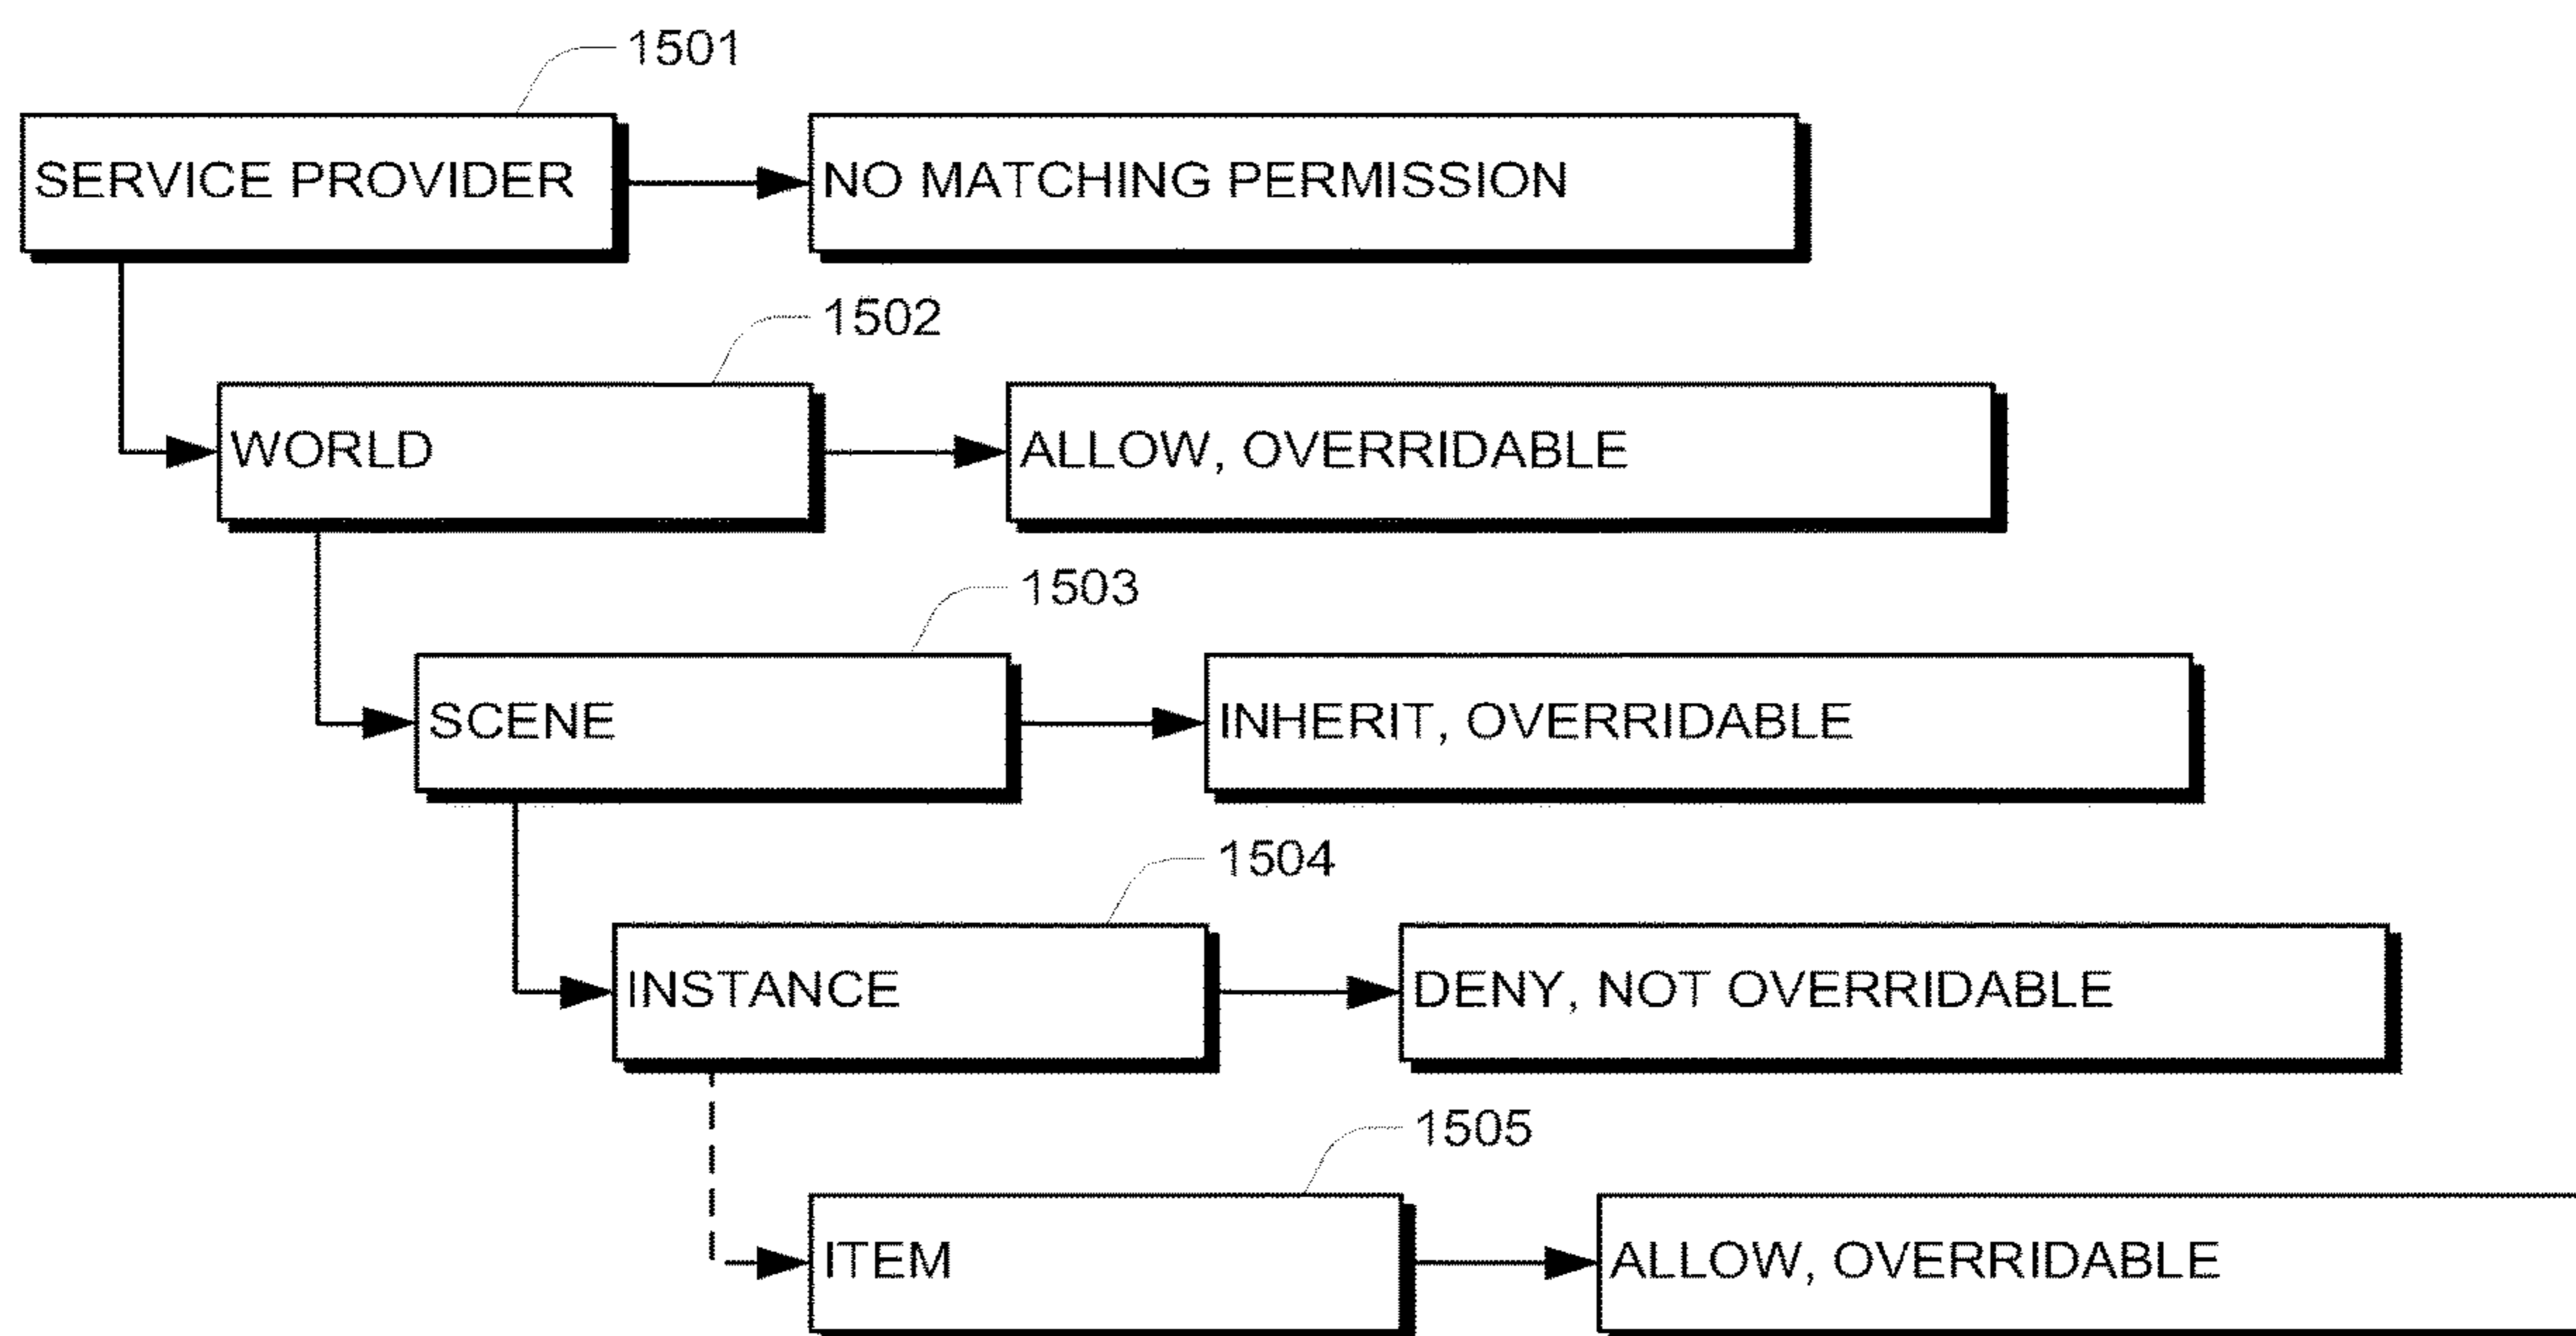 1501
SERVICE PROVIDER
NO MATCHING PERMISSION
1502
WORLD
ALLOW, OVERRIDABLE
1503
SCENE
INHERIT, OVERRIDABLE
1504
INSTANCE
DENY, NOT OVERRIDABLE
1505
ITEM
ALLOW, OVERRIDABLE